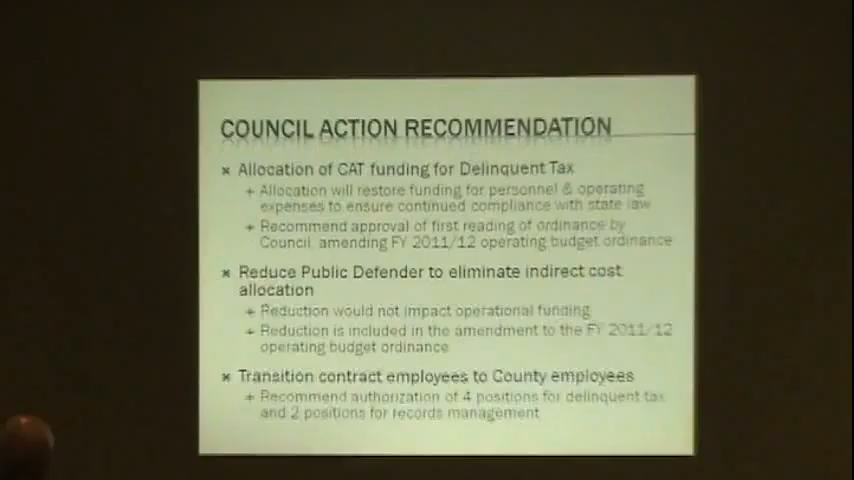 COUNCIL ACTION RECOMMENDATION
Allocation of CAT funding for Delinquent Tax
+ Allocation will restore funding for personnel & operating
expenses to ensure continued compliance with state law
+ Recommend approval of first reading of ordinance by
Council amending FY 2011/12 operating budget ordinance
Reduce Public Defender to eliminate indirect cost
allocation
+ Reduction would not impact operational funding
+ Reduction is included in the amendment to the FY 2011/12
operating budget ordinance
Transition contract employees to County employees
+ Recommend authorization of 4 positions for delinquent tax
and 2 positions for records management